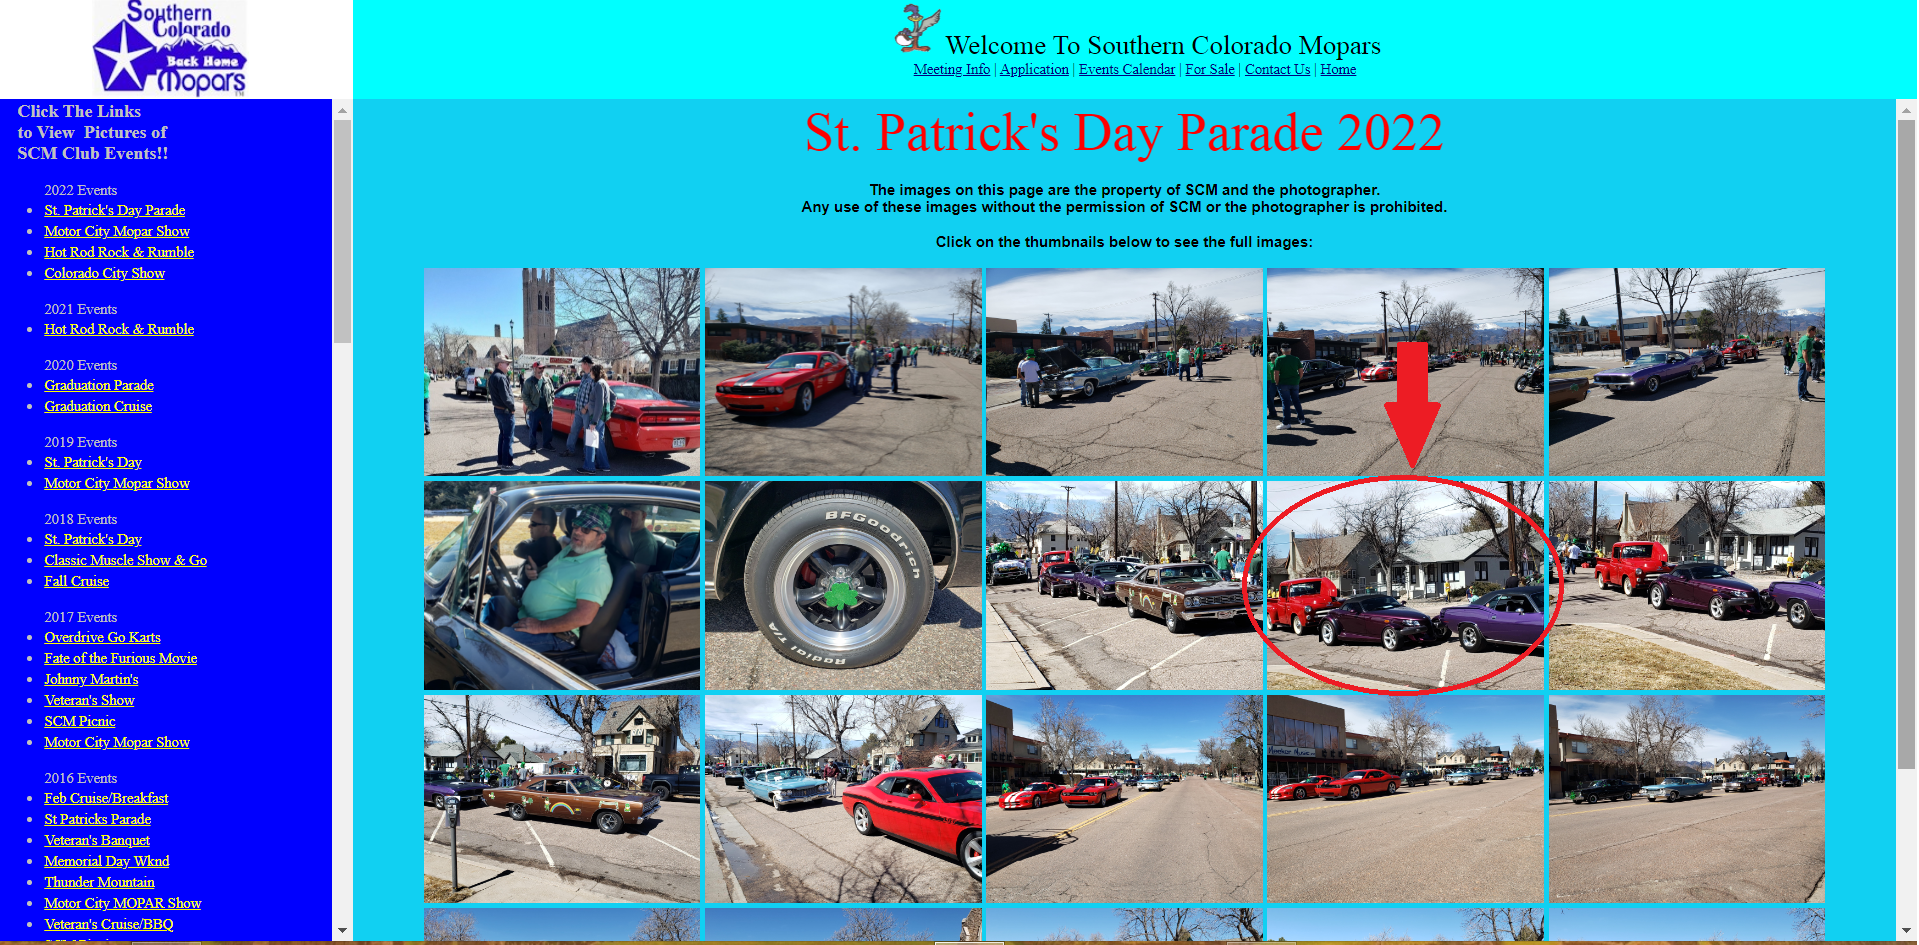 Southern
Colorado
Back Home
Mopars
Welcome To Southern Colorado Mopars
Meeting Info | Application | Events Calendar | For Sale | Contact Us | Home
Click The Links
to View  Pictures of
SCM Club Events!!
2022 Events
St. Patrick's Day Parade
Motor City Mopar Show
Hot Rod Rock & Rumble
Colorado City Show
2021 Events
Hot Rod Rock & Rumble
2020 Events
Graduation Parade
Graduation Cruise
2019 Events
St. Patrick's Day
Motor City Mopar Show
2018 Events
St. Patrick's Day
Classic Muscle Show & Go
Fall Cruise
2017 Events
Overdrive Go Karts
Fate of the Furious Movie
Johnny Martin's
Veteran's Show
SCM Picnic
Motor City Mopar Show
2016 Events
Feb Cruise/Breakfast
St Patricks Parade
Veteran's Banquet
Memorial Day Wknd
Thunder Mountain
Motor City MOPAR Show
Veteran's Cruise/BBQ
St. Patrick's Day Parade 2022
The images on this page are the property of SCM and the photographer.
Any use of these images without the permission of SCM or the photographer is prohibited.
Click on the thumbnails below to see the full images:
BFGoodrich
Radial T/A